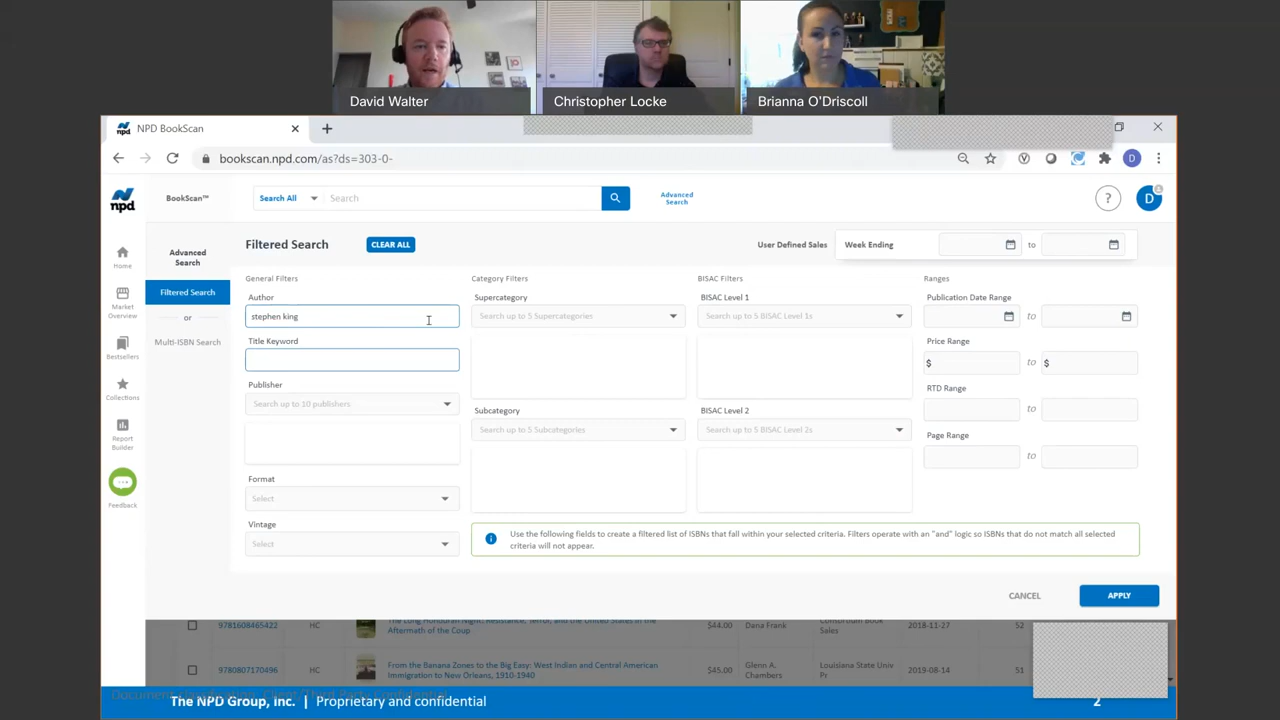 David Walter
Christopher Locke
Brianna O'Driscoll
npd NPD BookScan
bookscan.npd.com/as?ds=303-0-
D
npd
BookScan™
Search All
Search
Advanced
Search
?
D
Home
Market
Overview
Bestsellers
Collections
Report
Builder
Feedback
Advanced
Search
Filtered Search
or
Multi-ISBN Search
Filtered Search
CLEAR ALL
User Defined Sales
Week Ending
to
General Filters
Author
stephen king
Title Keyword
Publisher
Search up to 10 publishers
Format
Select
Vintage
Select
Category Filters
Supercategory
Search up to 5 Supercategories
Subcategory
Search up to 5 Subcategories
BISAC Filters
BISAC Level 1
Search up to 5 BISAC Level 1s
BISAC Level 2
Search up to 5 BISAC Level 2s
Ranges
Publication Date Range
to
Price Range
$ to $
RTD Range
to
Page Range
to
Use the following fields to create a filtered list of ISBNs that fall within your selected criteria. Filters operate with an "and" logic so ISBNs that do not match all selected
criteria will not appear.
CANCEL
APPLY
9781608465422 HC The Long Honduran Night: Resistance, Terror, and the United States in the $44.00 Dana Frank Consortium Book 2018-11-27 52
Aftermath of the Coup Sales
9780807170496 HC From the Banana Zones to the Big Easy: West Indian and Central American $45.00 Glenn A. Louisiana State Univ 2019-08-14 51
Immigration to New Orleans, 1910-1940 Chambers Pr
Document classification: Client/Third Party Confidential
The NPD Group, Inc. | Proprietary and confidential
2